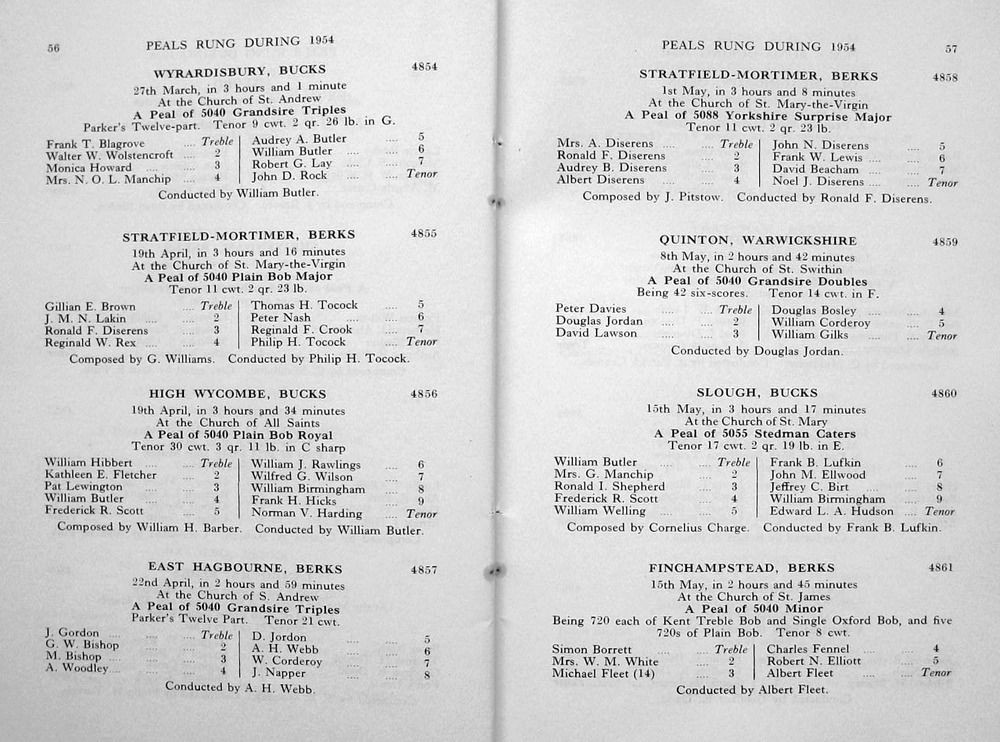 56 PEALS RUNG DURING 1954
WYRARDISBURY, BUCKS 4854
27th March, in 3 hours and 1 minute
At the Church of St. Andrew
A Peal of 5040 Grandsire Triples
Parker's Twelve-part. Tenor 9 cwt. 2 qr. 26 lb. in G.
Frank T. Blagrove .... Treble Audrey A. Butler .... 5
Walter W. Wolstencroft .... 2 William Butler .... .... 6
Monica Howard .... 3 Robert G. Lay .... .... 7
Mrs. N. O. L. Manchip .... 4 John D. Rock .... .... Tenor
Conducted by William Butler.
STRATFIELD-MORTIMER, BERKS 4855
19th April, in 3 hours and 16 minutes
At the Church of St. Mary-the-Virgin
A Peal of 5040 Plain Bob Major
Tenor 11 cwt. 2 qr. 23 lb.
Gillian E. Brown .... Treble Thomas H. Tocock .... 5
J. M. N. Lakin .... .... 2 Peter Nash .... .... 6
Ronald F. Diserens .... 3 Reginald F. Crook .... 7
Reginald W. Rex .... .... 4 Philip H. Tocock .... Tenor
Composed by G. Williams. Conducted by Philip H. Tocock.
HIGH WYCOMBE, BUCKS 4856
19th April, in 3 hours and 34 minutes
At the Church of All Saints
A Peal of 5040 Plain Bob Royal
Tenor 30 cwt. 3 qr. 11 lb. in C sharp
William Hibbert .... Treble William J. Rawlings .... 6
Kathleen E. Fletcher .... 2 Wilfred G. Wilson .... 7
Pat Lewington .... .... 3 William Birmingham .... 8
William Butler .... .... 4 Frank H. Hicks .... .... 9
Frederick R. Scott .... 5 Norman V. Harding .... Tenor
Composed by William H. Barber. Conducted by William Butler.
EAST HAGBOURNE, BERKS 4857
22nd April, in 2 hours and 59 minutes
At the Church of S. Andrew
A Peal of 5040 Grandsire Triples
Parker's Twelve Part. Tenor 21 cwt.
J. Gordon .... .... .... Treble D. Jordon .... .... 5
G. W. Bishop .... .... 2 A. H. Webb .... .... 6
M. Bishop .... .... .... 3 W. Corderoy .... .... 7
A. Woodley .... .... .... 4 J. Napper .... .... 8
Conducted by A. H. Webb.
PEALS RUNG DURING 1954 57
STRATFIELD-MORTIMER, BERKS 4858
1st May, in 3 hours and 8 minutes
At the Church of St. Mary-the-Virgin
A Peal of 5088 Yorkshire Surprise Major
Tenor 11 cwt. 2 qr. 23 lb.
Mrs. A. Diserens .... Treble John N. Diserens .... 5
Ronald F. Diserens .... 2 Frank W. Lewis .... .... 6
Audrey B. Diserens .... 3 David Beacham .... .... 7
Albert Diserens .... .... 4 Noel J. Diserens .... .... Tenor
Composed by J. Pitstow. Conducted by Ronald F. Diserens.
QUINTON, WARWICKSHIRE 4859
8th May, in 2 hours and 42 minutes
At the Church of St. Swithin
A Peal of 5040 Grandsire Doubles
Being 42 six-scores. Tenor 14 cwt. in F.
Peter Davies .... .... Treble Douglas Bosley .... .... 4
Douglas Jordan .... .... 2 William Corderoy .... 5
David Lawson .... .... 3 William Gilks .... .... Tenor
Conducted by Douglas Jordan.
SLOUGH, BUCKS 4860
15th May, in 3 hours and 17 minutes
At the Church of St. Mary
A Peal of 5055 Stedman Caters
Tenor 17 cwt. 2 qr. 19 lb. in E.
William Butler .... .... Treble Frank B. Lufkin .... 6
Mrs. G. Manchip .... .... 2 John M. Ellwood .... 7
Ronald I. Shepherd .... 3 Jeffrey C. Birt .... .... 8
Frederick R. Scott .... 4 William Birmingham .... 9
William Welling .... .... 5 Edward L. A. Hudson .... Tenor
Composed by Cornelius Charge. Conducted by Frank B. Lufkin.
FINCHAMPSTEAD, BERKS 4861
15th May, in 2 hours and 45 minutes
At the Church of St. James
A Peal of 5040 Minor
Being 720 each of Kent Treble Bob and Single Oxford Bob, and five
720s of Plain Bob. Tenor 8 cwt.
Simon Borrett .... .... Treble Charles Fennel .... .... 4
Mrs. W. M. White .... 2 Robert N. Elliott .... 5
Michael Fleet (14) .... 3 Albert Fleet .... .... Tenor
Conducted by Albert Fleet.